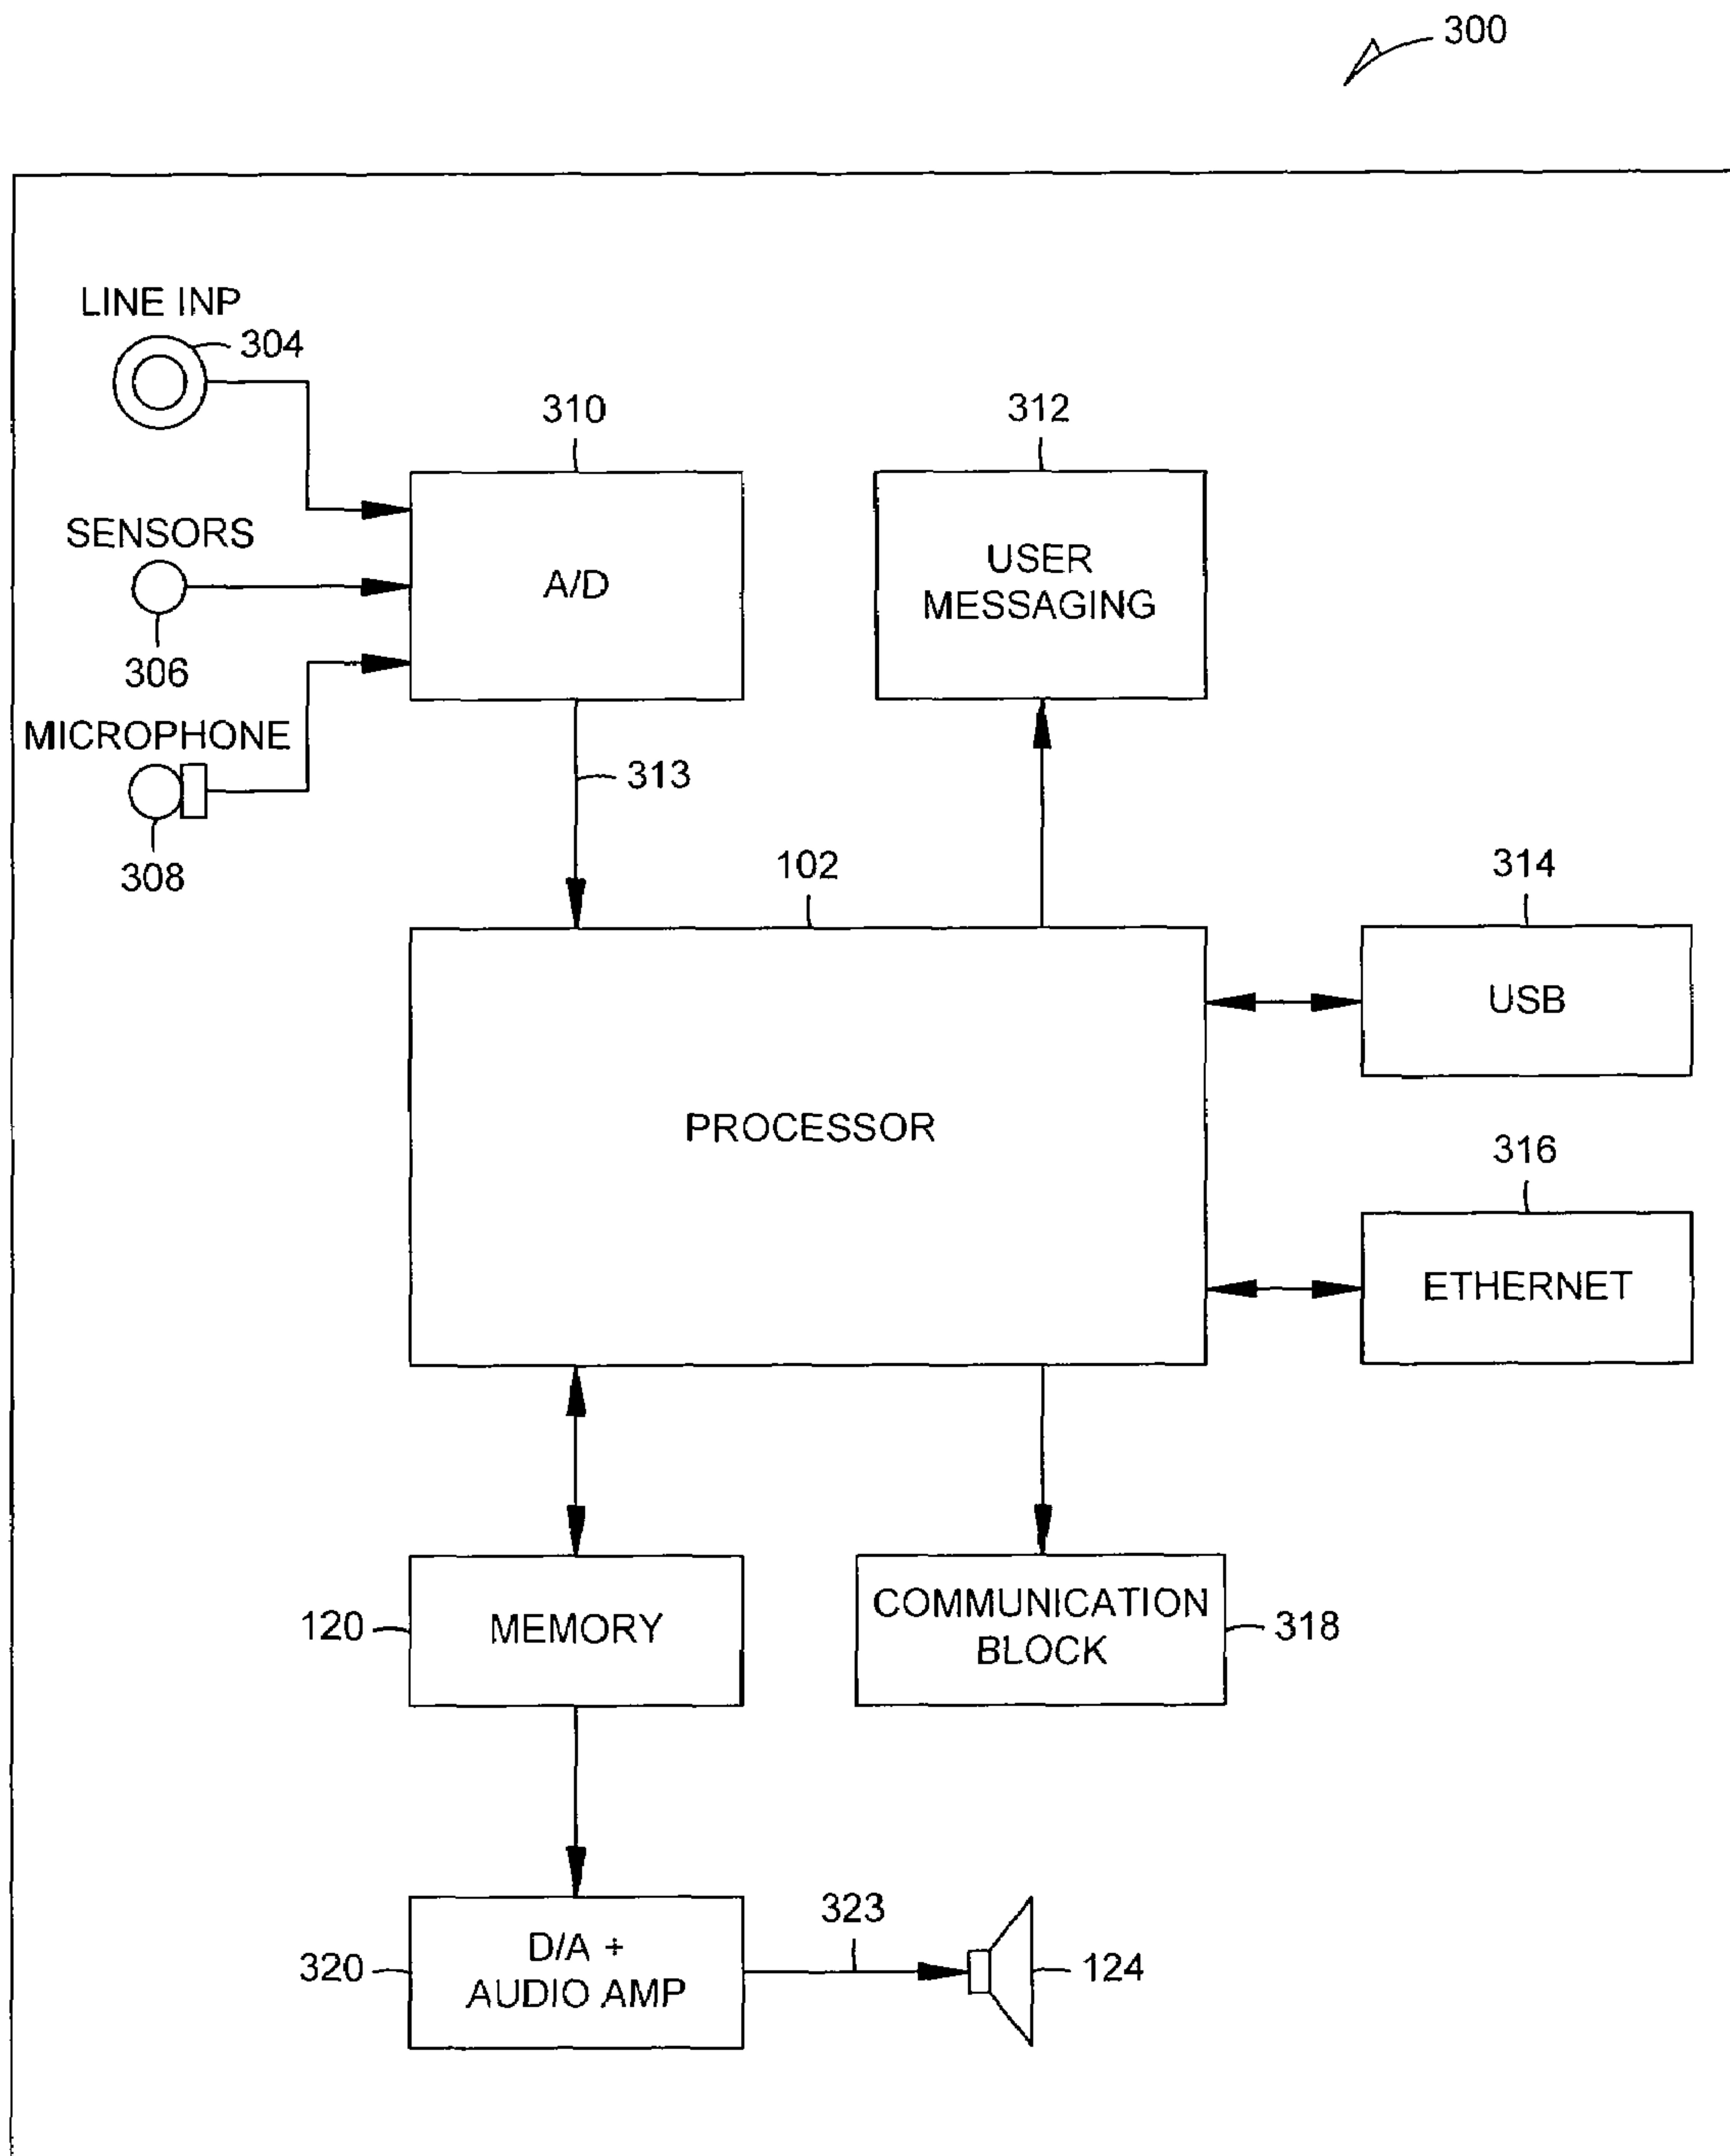 300
LINE INP
304
310
312
SENSORS
A/D
USER
MESSAGING
306
MICROPHONE
313
308
102
314
USB
PROCESSOR
316
ETHERNET
120
MEMORY
COMMUNICATION
BLOCK
318
323
320
D/A +
AUDIO AMP
124